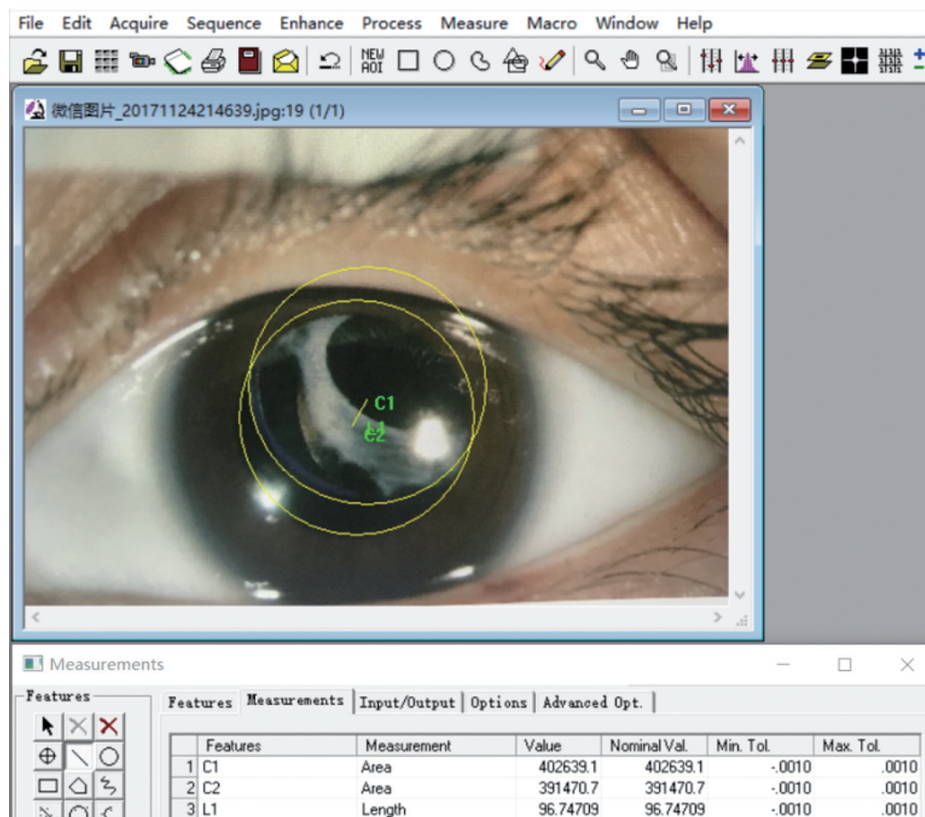 File Edit Acquire Sequence Enhance Process Measure Macro Window Help
NEW AOI
微信图片_20171124214639.jpg:19 (1/1)
C1
C2
Measurements
Features
Features Measurements Input/Output Options Advanced Opt.
Features Measurement Value Nominal Val. Min. Tol. Max. Tol.
1 C1 Area 402639.1 402639.1 -.0010 .0010
2 C2 Area 391470.7 391470.7 -.0010 .0010
3 L1 Length 96.74709 96.74709 -.0010 .0010